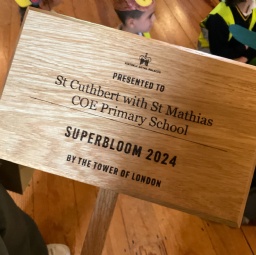 PRESENTED TO
St Cuthbert with St Mathias
COE Primary School
SUPERBLOOM 2024
BY THE TOWER OF LONDON